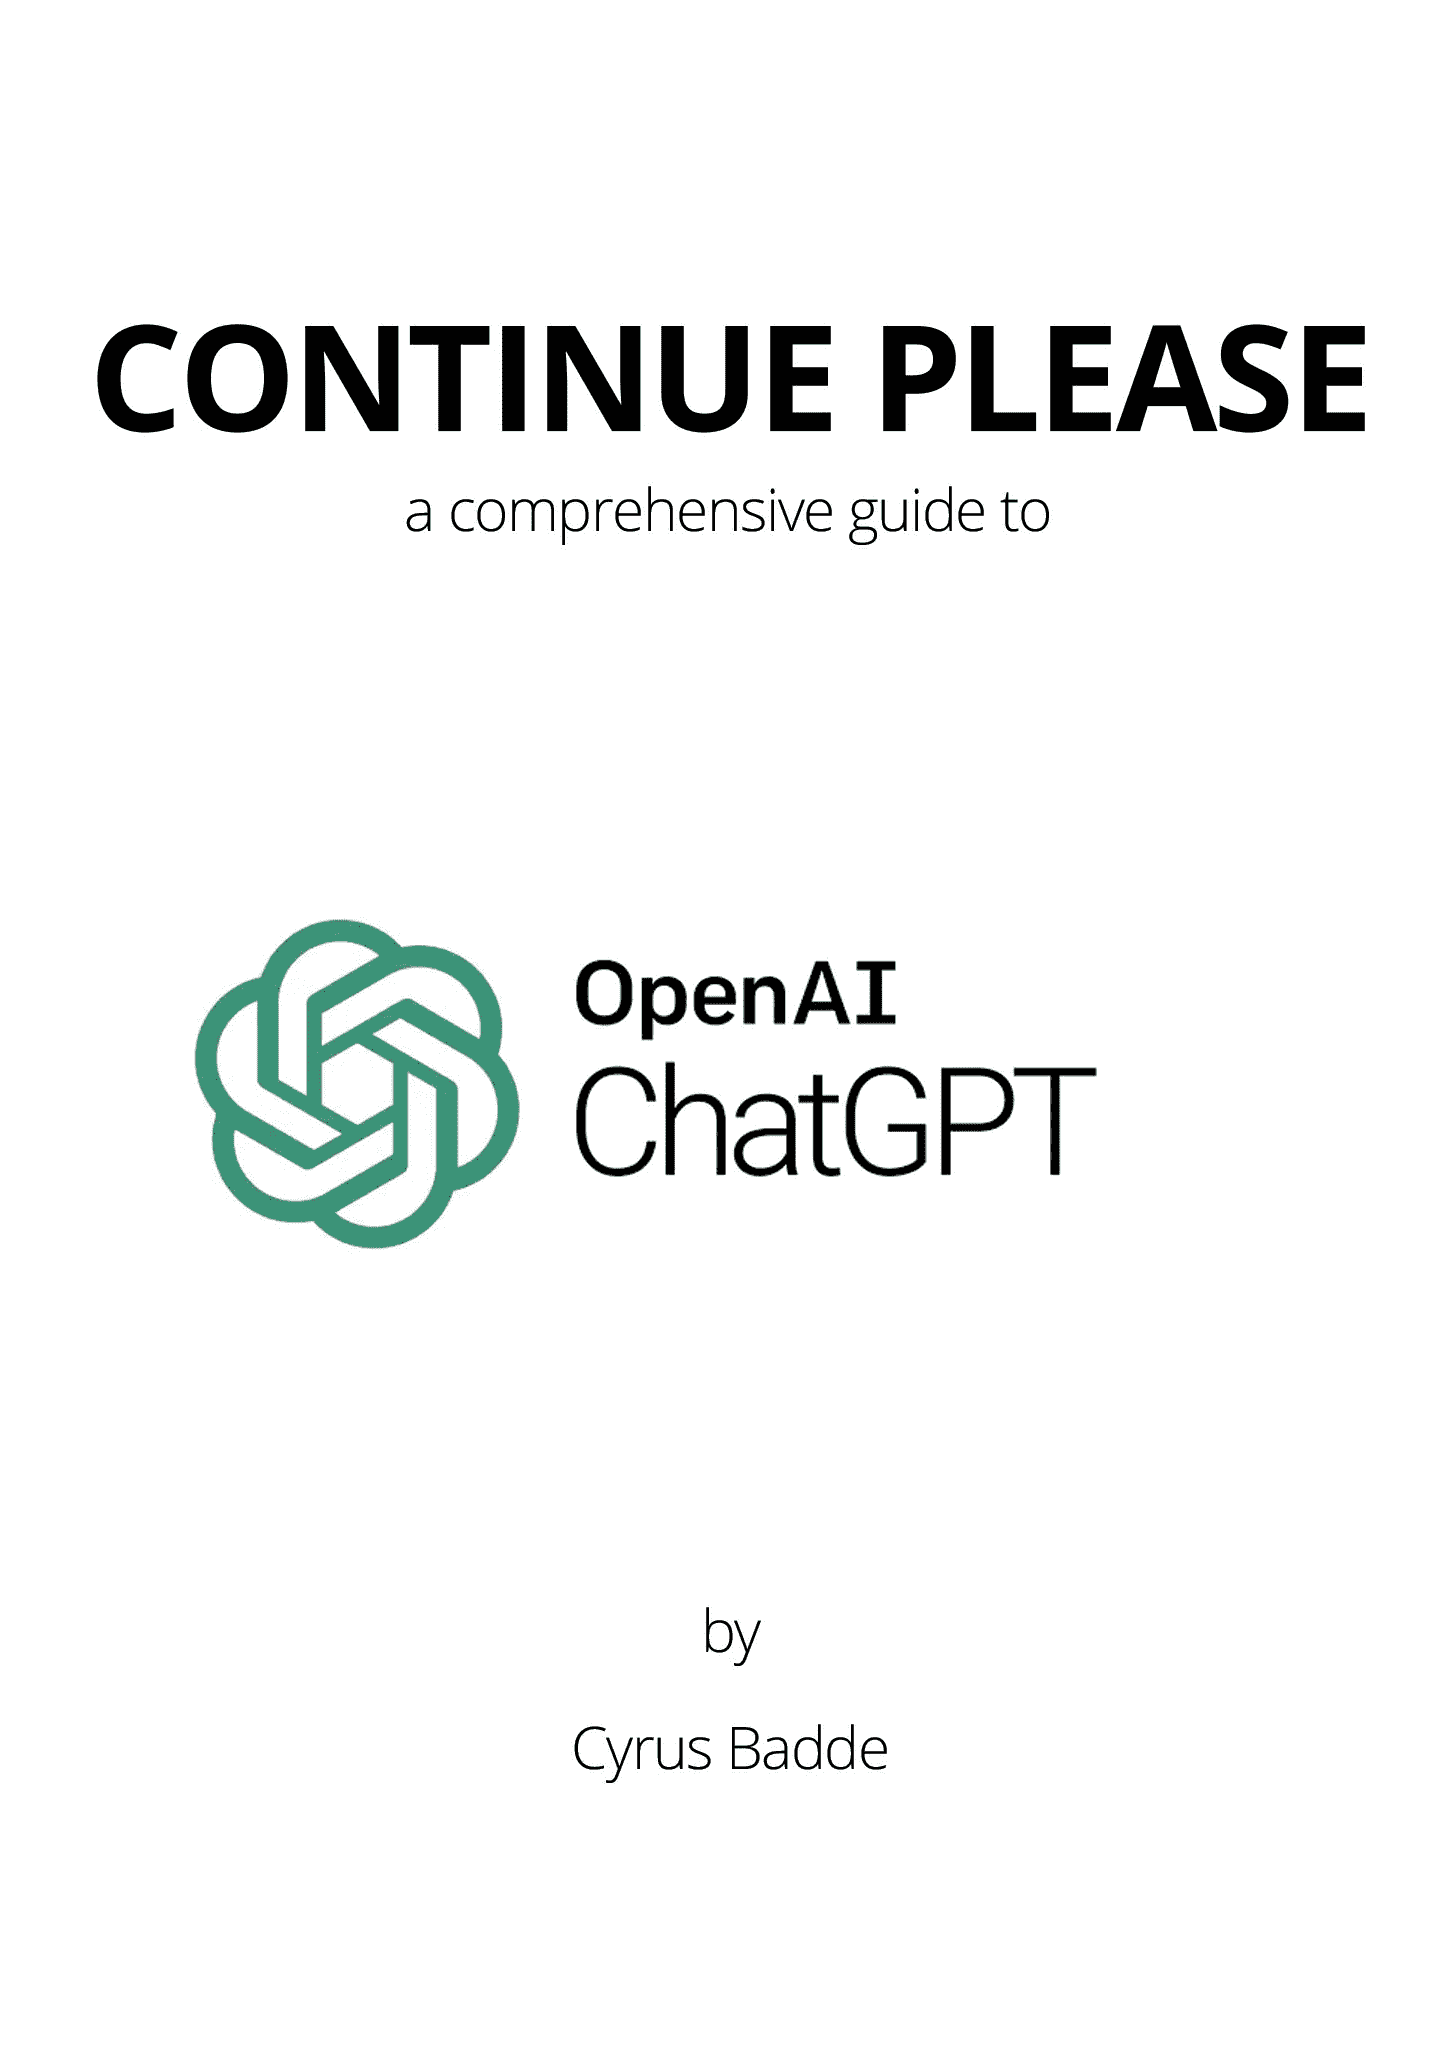 CONTINUE PLEASE
a comprehensive guide to
OpenAI
ChatGPT
by
Cyrus Badde